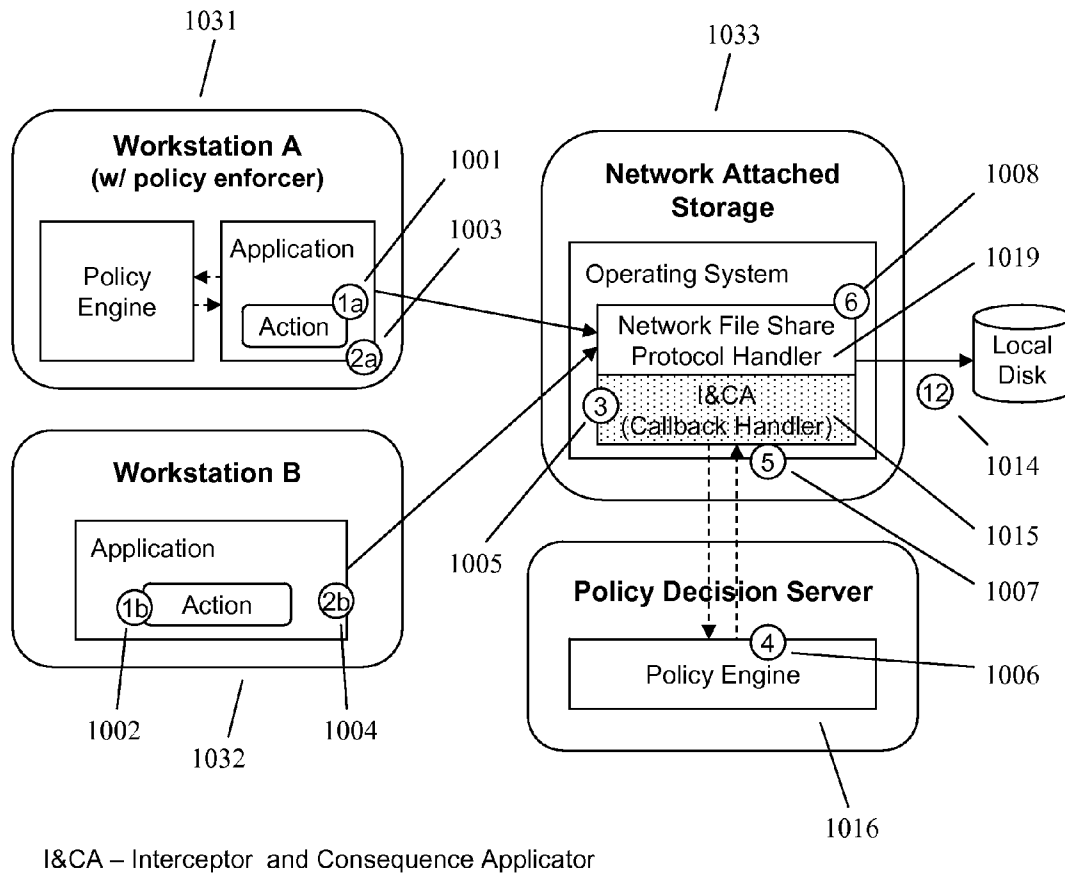 1031
1033
Workstation A
(w/ policy enforcer)
1001
1003
Policy
Engine
Application
1a
Action
2a
Network Attached
Storage
1008
1019
Operating System
6
Network File Share
Protocol Handler
Local
Disk
3
I&CA
(Callback Handler)
12
5
1014
1015
1005
1007
Workstation B
Application
1b
Action
2b
1002
1004
1032
Policy Decision Server
4
Policy Engine
1006
1016
I&CA – Interceptor and Consequence Applicator